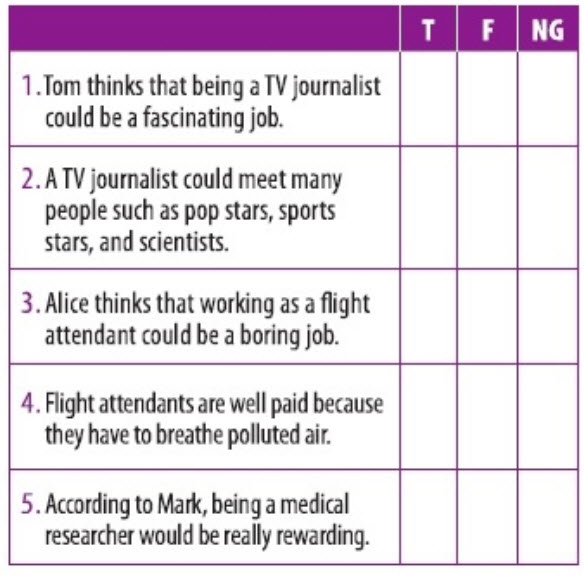 T F NG
1. Tom thinks that being a TV journalist
could be a fascinating job.
2. A TV journalist could meet many
people such as pop stars, sports
stars, and scientists.
3. Alice thinks that working as a flight
attendant could be a boring job.
4. Flight attendants are well paid because
they have to breathe polluted air.
5. According to Mark, being a medical
researcher would be really rewarding.